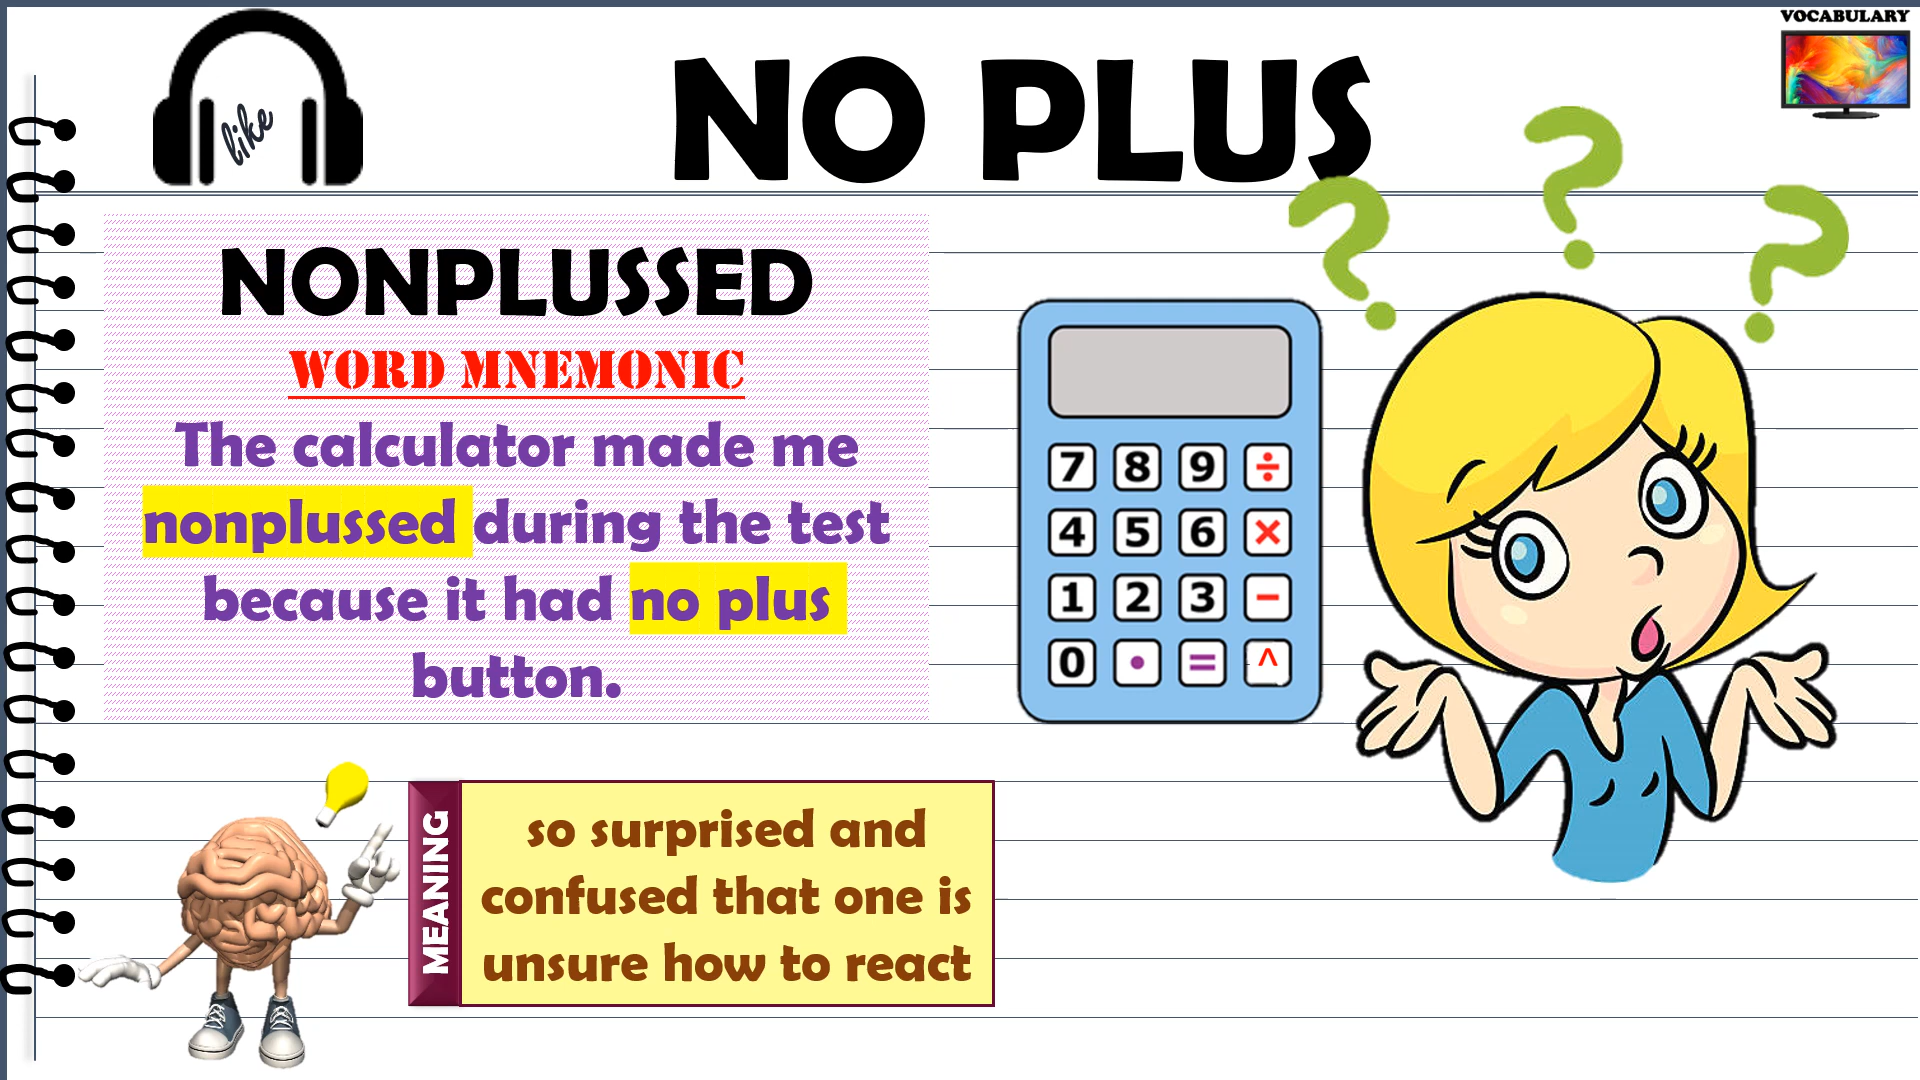 VOCABULARY
like
NO PLUS
NONPLUSSED
WORD MNEMONIC
The calculator made me
nonplussed during the test
because it had no plus
button.
7 8 9 ÷
4 5 6 ×
1 2 3 −
0 • = ^
MEANING
so surprised and
confused that one is
unsure how to react